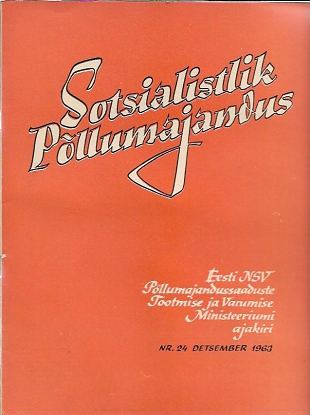 Sotsialistlik
Põllumajandus
Eesti NSV
Põllumajandussaaduste
Tootmise ja Varumise
Ministeeriumi
ajakiri
NR. 24 DETSEMBER 1963